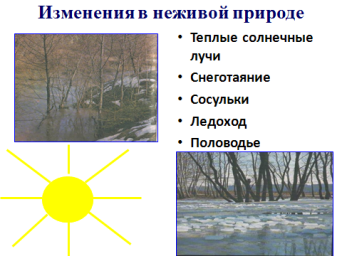 Изменения в неживой природе
• Теплые солнечные
лучи
• Снеготаяние
• Сосульки
• Ледоход
• Половодье